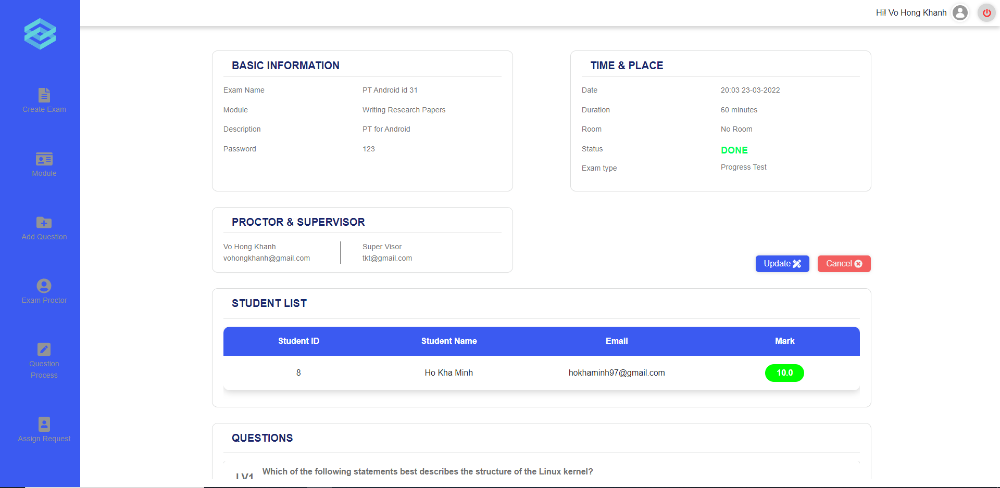 Hi! Vo Hong Khanh
Create Exam
Module
Add Question
Exam Proctor
Question
Process
Assign Request
BASIC INFORMATION
Exam Name PT Android id 31
Module Writing Research Papers
Description PT for Android
Password 123
TIME & PLACE
Date 20:03 23-03-2022
Duration 60 minutes
Room No Room
Status DONE
Exam type Progress Test
PROCTOR & SUPERVISOR
Vo Hong Khanh Super Visor
vohongkhanh@gmail.com tkt@gmail.com
Update Cancel
STUDENT LIST
Student ID Student Name Email Mark
8 Ho Kha Minh hokhaminh97@gmail.com 10.0
QUESTIONS
LV1 Which of the following statements best describes the structure of the Linux kernel?